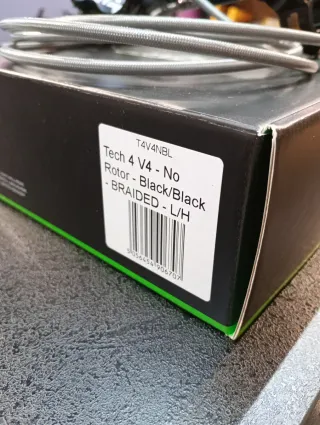 T4V4NBL
Tech 4 V4 - No
Rotor - Black/Black
- BRAIDED - L/H